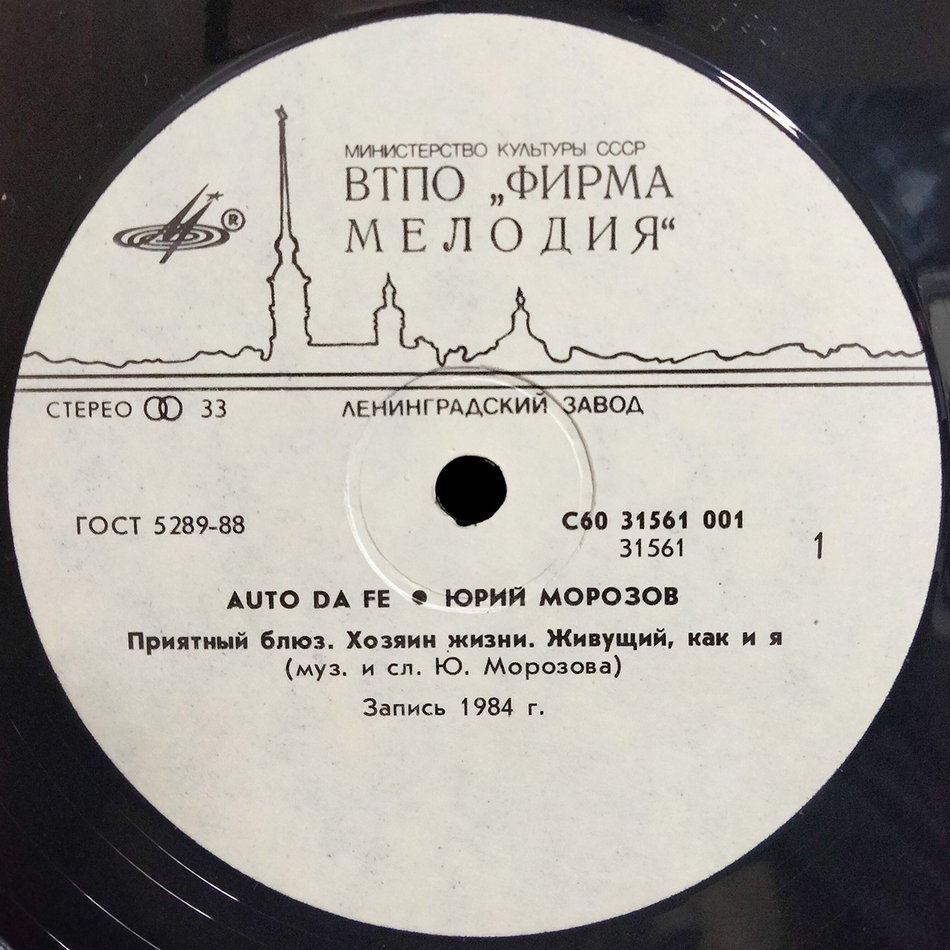 МИНИСТЕРСТВО КУЛЬТУРЫ СССР
ВТПО „ФИРМА
МЕЛОДИЯ“
®
СТЕРЕО 33
ЛЕНИНГРАДСКИЙ ЗАВОД
ГОСТ 5289-88
С60 31561 001
31561
1
AUTO DA FE ● ЮРИЙ МОРОЗОВ
Приятный блюз. Хозяин жизни. Живущий, как и я
(муз. и сл. Ю. Морозова)
Запись 1984 г.